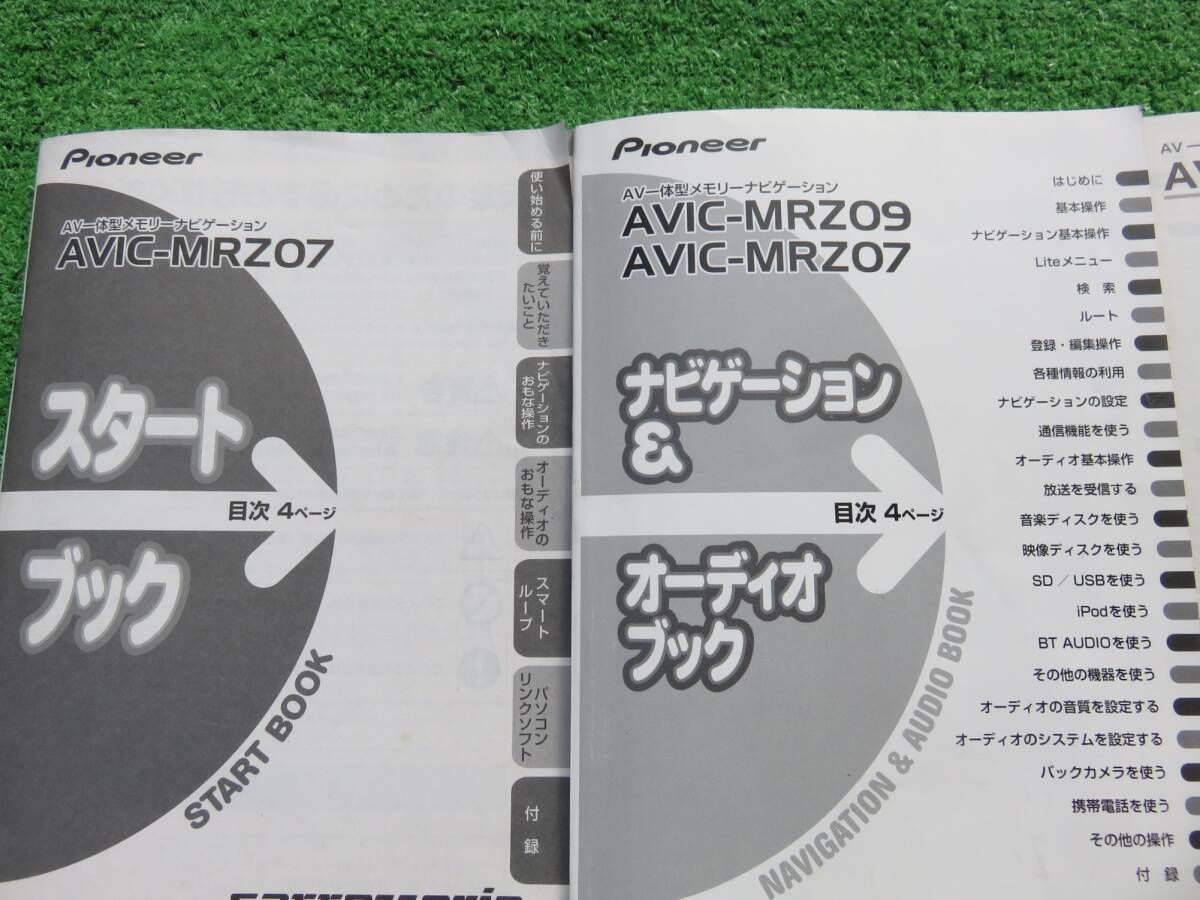 Pioneer
AV一体型メモリーナビゲーション
AVIC-MRZ07
スタート
目次 4ページ
ブック
START BOOK
使い始める前に
覚えていただき
たいこと
ナビゲーションの
おもな操作
オーディオの
おもな操作
スマート
ループ
パソコン
リンクソフト
付録
Pioneer
AV一体型メモリーナビゲーション
AVIC-MRZ09
AVIC-MRZ07
ナビゲーション
&
目次 4ページ
オーディオ
ブック
NAVIGATION & AUDIO BOOK
はじめに
基本操作
ナビゲーション基本操作
Liteメニュー
検 索
ルート
登録・編集操作
各種情報の利用
ナビゲーションの設定
通信機能を使う
オーディオ基本操作
放送を受信する
音楽ディスクを使う
映像ディスクを使う
SD / USBを使う
iPodを使う
BT AUDIOを使う
その他の機器を使う
オーディオの音質を設定する
オーディオのシステムを設定する
バックカメラを使う
携帯電話を使う
その他の操作
付 録
AV一